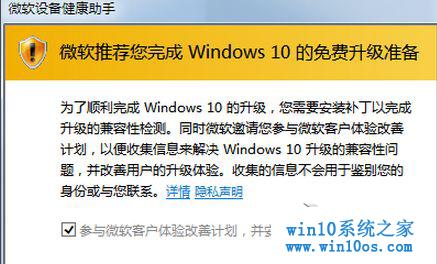 微软设备健康助手
微软推荐您完成 Windows 10 的免费升级准备
为了顺利完成 Windows 10 的升级，您需要安装补丁以完成
升级的兼容性检测。同时微软邀请您参与微软客户体验改善
计划，以便收集信息来解决 Windows 10 升级的兼容性问
题，并改善用户的升级体验。收集的信息不会用于鉴别您的
身份或与您联系。详情 隐私声明
参与微软客户体验改善计划，并安
win10系统之家
www.win10os.com